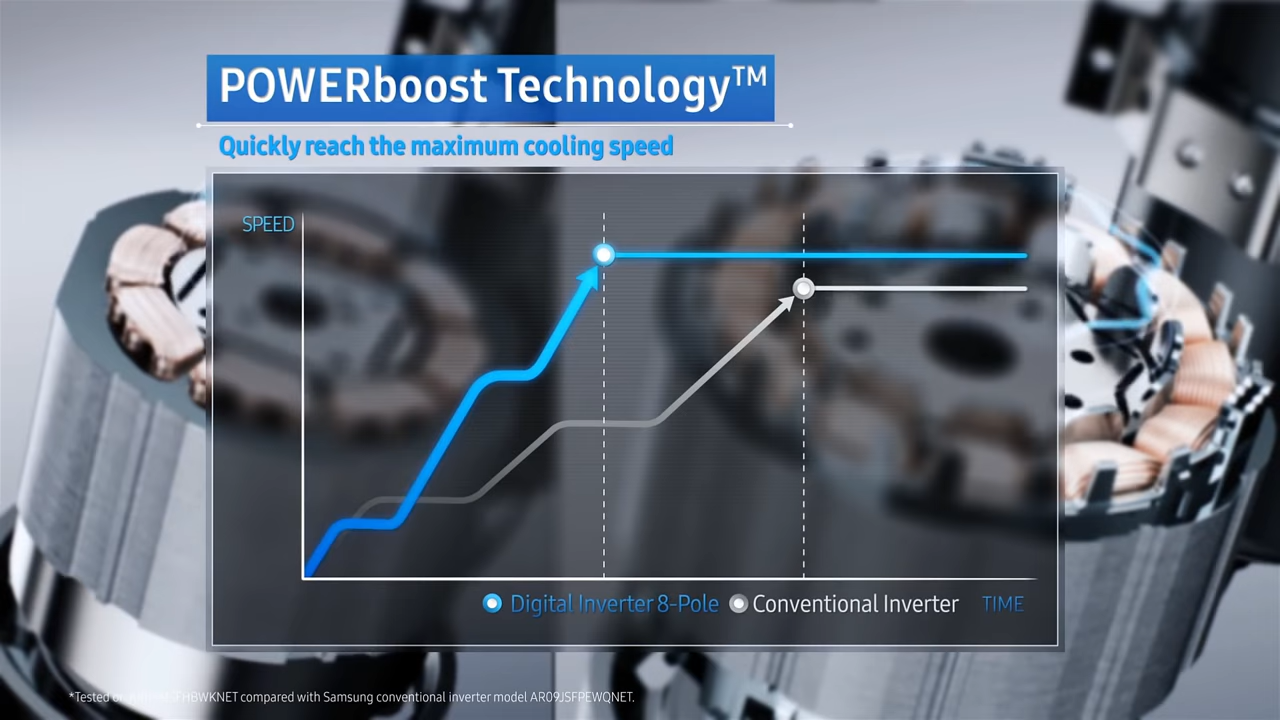 POWERboost Technology™
Quickly reach the maximum cooling speed
SPEED
Digital Inverter 8-Pole
Conventional Inverter
TIME
*Tested compared with Samsung conventional inverter model AR09JSFPEWQNET.